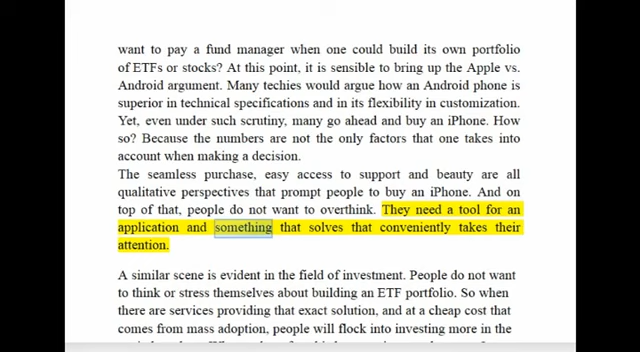 want to pay a fund manager when one could build its own portfolio
of ETFs or stocks? At this point, it is sensible to bring up the Apple vs.
Android argument. Many techies would argue how an Android phone is
superior in technical specifications and in its flexibility in customization.
Yet, even under such scrutiny, many go ahead and buy an iPhone. How
so? Because the numbers are not the only factors that one takes into
account when making a decision.
The seamless purchase, easy access to support and beauty are all
qualitative perspectives that prompt people to buy an iPhone. And on
top of that, people do not want to overthink. They need a tool for an
application and something that solves that conveniently takes their
attention.
A similar scene is evident in the field of investment. People do not want
to think or stress themselves about building an ETF portfolio. So when
there are services providing that exact solution, and at a cheap cost that
comes from mass adoption, people will flock into investing more in the